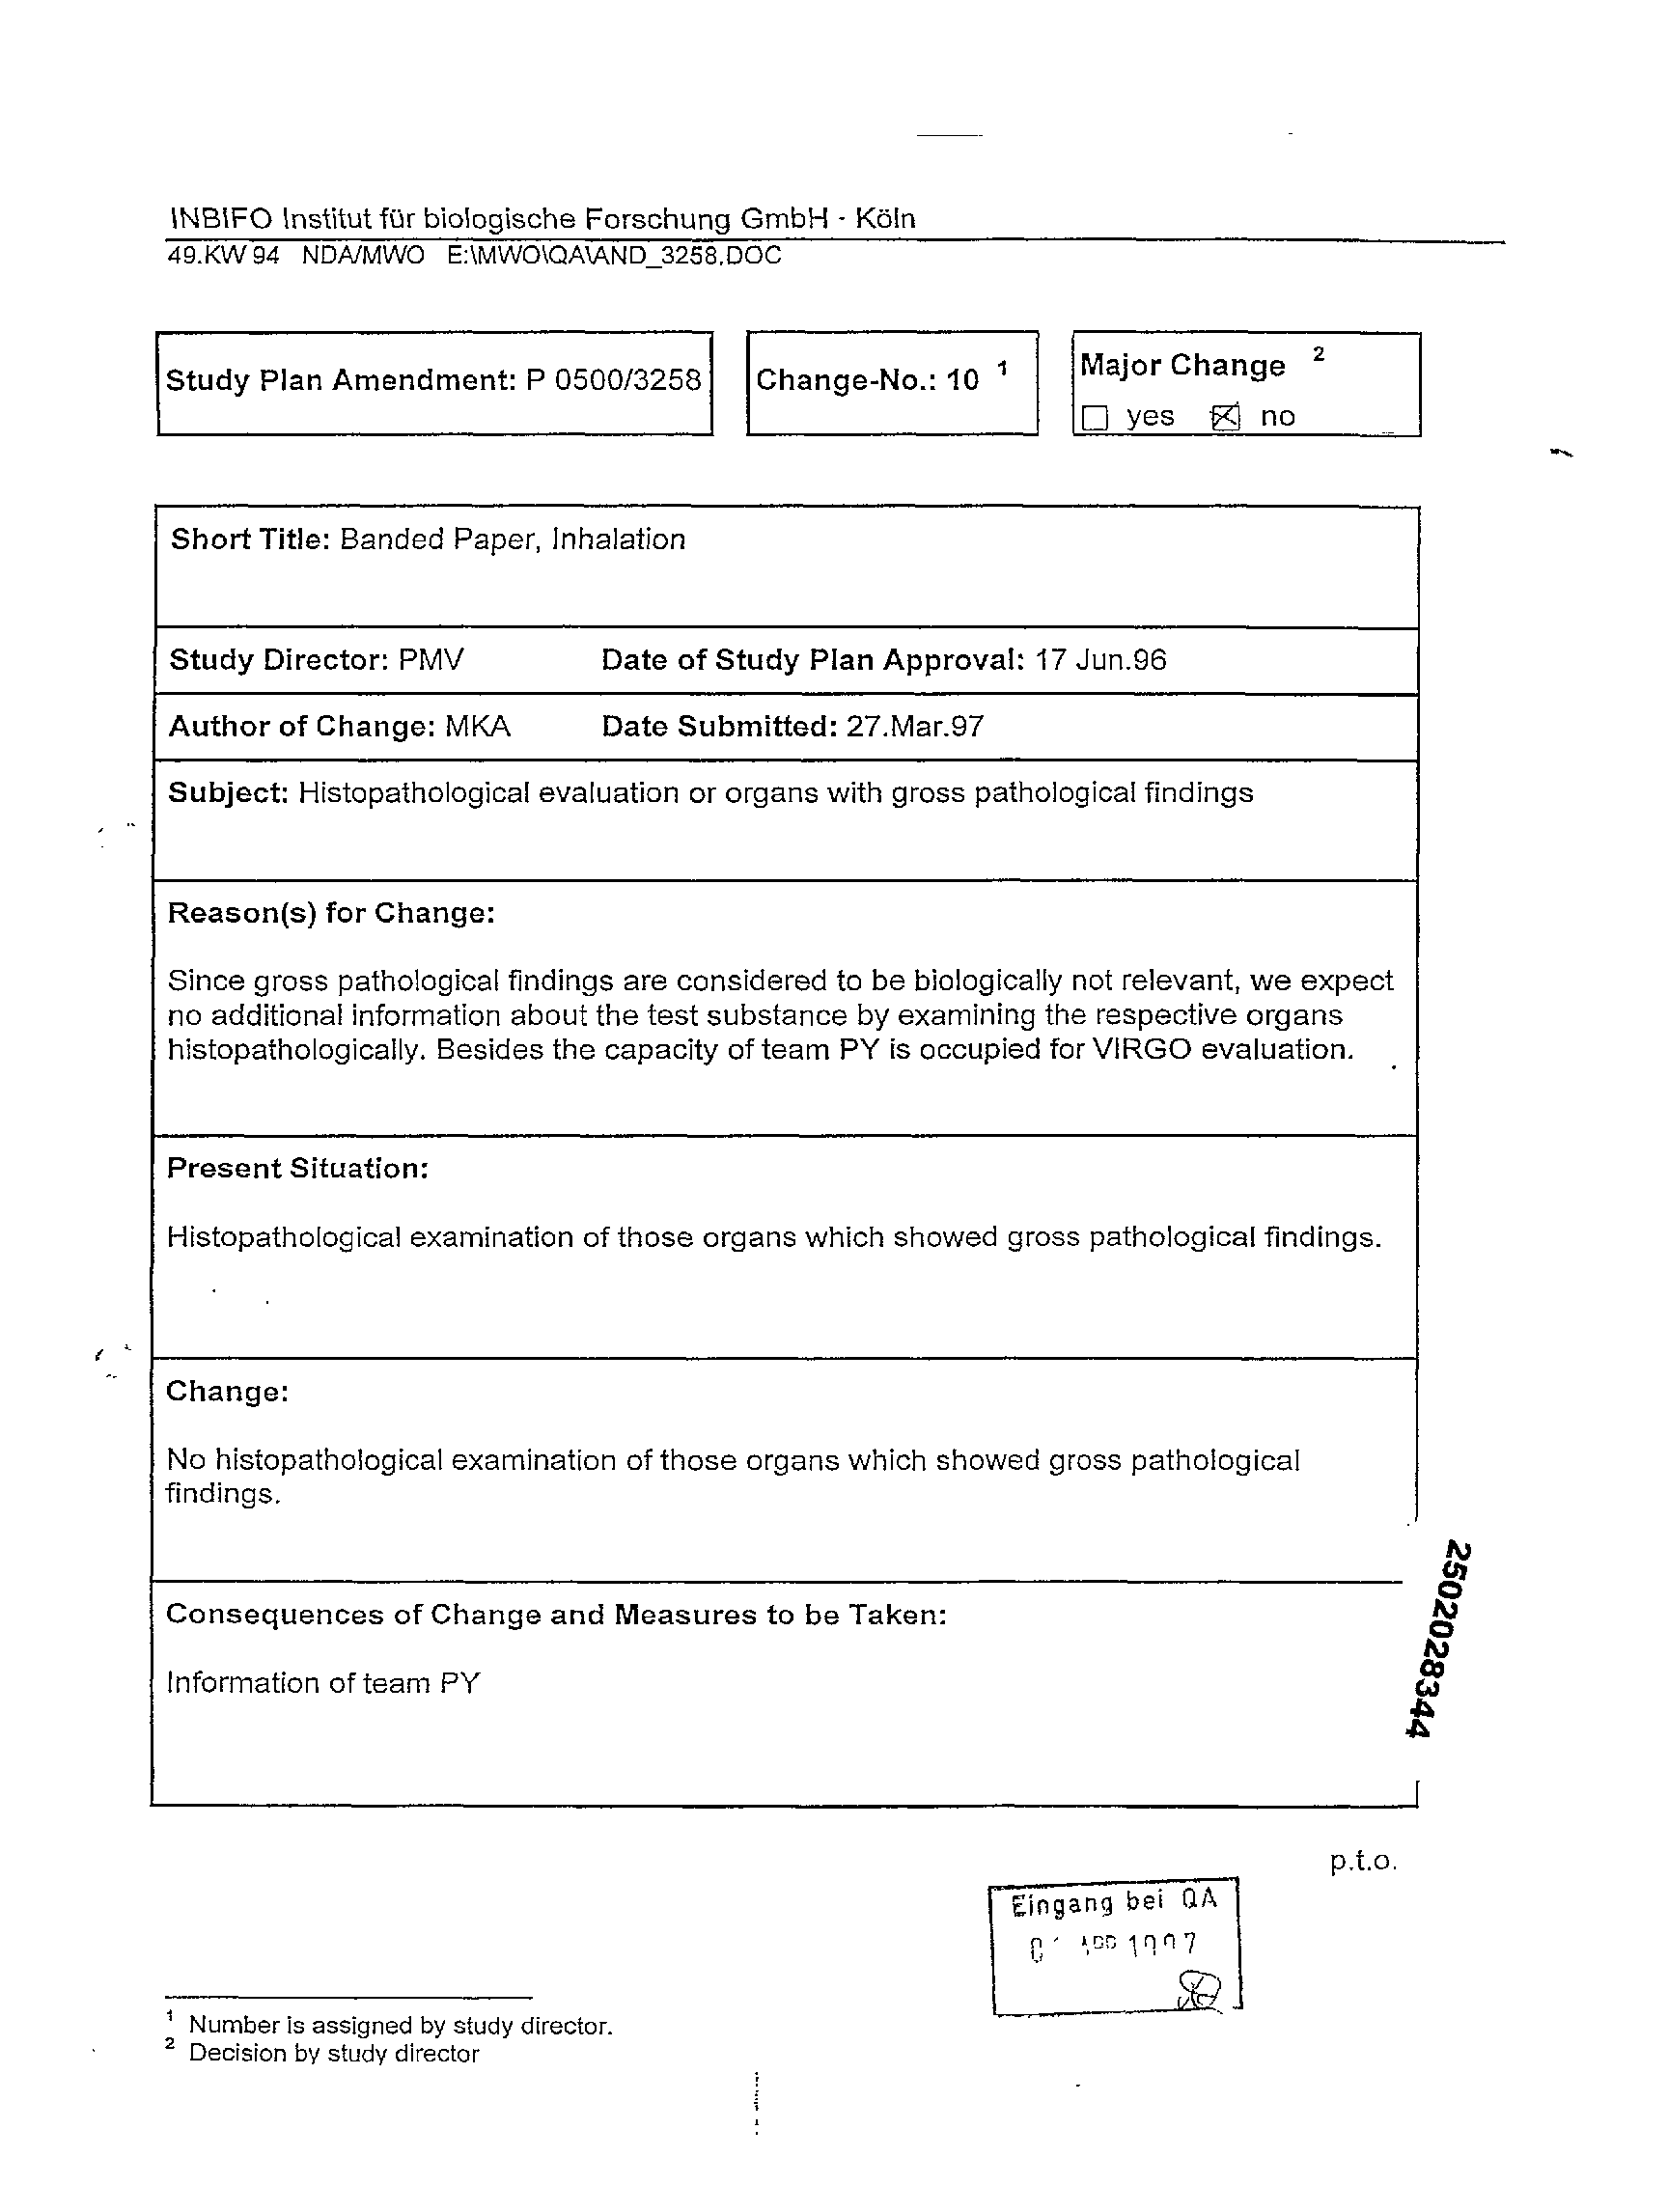 INBIFO Institut für biologische Forschung GmbH - Köln
49.KW 94 NDA/MWO E:\MWO\QA\AND_3258.DOC
Study Plan Amendment: P 0500/3258
Change-No.: 10 1
Major Change 2
yes no
Short Title: Banded Paper, Inhalation
Study Director: PMV Date of Study Plan Approval: 17 Jun.96
Author of Change: MKA Date Submitted: 27.Mar.97
Subject: Histopathological evaluation or organs with gross pathological findings
Reason(s) for Change:
Since gross pathological findings are considered to be biologically not relevant, we expect
no additional information about the test substance by examining the respective organs
histopathologically. Besides the capacity of team PY is occupied for VIRGO evaluation.
Present Situation:
Histopathological examination of those organs which showed gross pathological findings.
Change:
No histopathological examination of those organs which showed gross pathological
findings.
Consequences of Change and Measures to be Taken:
Information of team PY
2502028344
p.t.o.
Eingang bei QA
1997
1 Number is assigned by study director.
2 Decision by study director